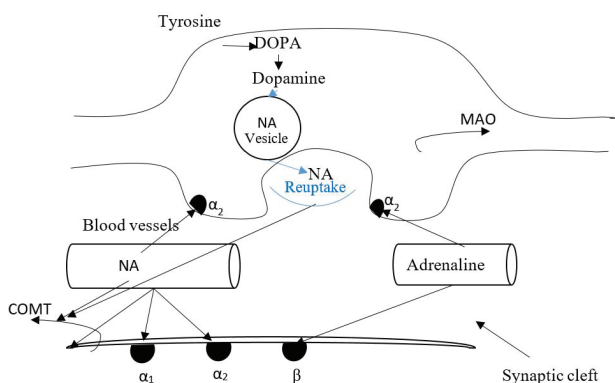 Tyrosine
DOPA
Dopamine
NA
Vesicle
MAO
NA
Reuptake
α2
α2
Blood vessels
NA
Adrenaline
COMT
α1
α2
β
Synaptic cleft